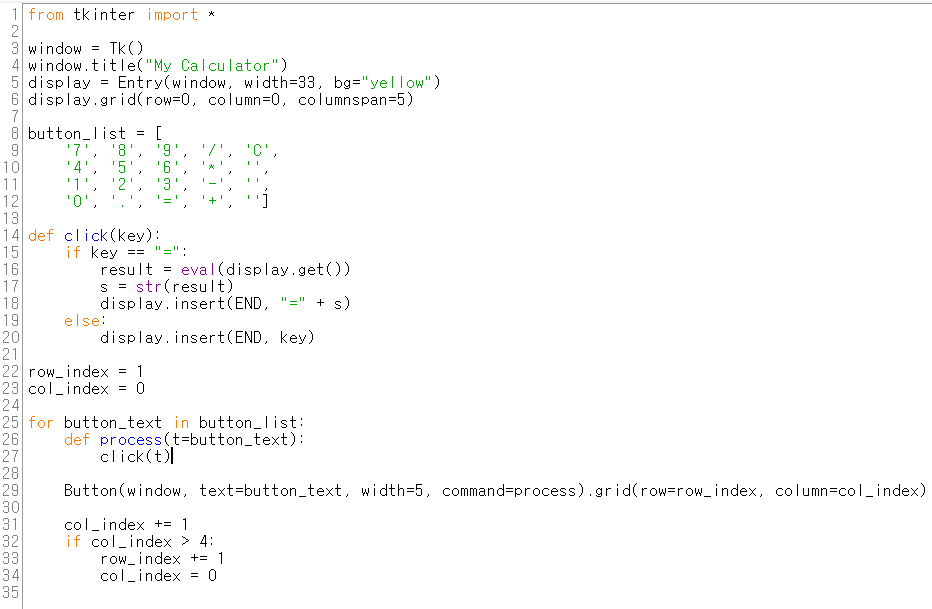 1 from tkinter import *
2
3 window = Tk()
4 window.title("My Calculator")
5 display = Entry(window, width=33, bg="yellow")
6 display.grid(row=0, column=0, columnspan=5)
7
8 button_list = [
9     '7', '8', '9', '/', 'C',
10     '4', '5', '6', '*', '',
11     '1', '2', '3', '-', '',
12     '0', '.', '=', '+', '']
13
14 def click(key):
15     if key == "=":
16         result = eval(display.get())
17         s = str(result)
18         display.insert(END, "=" + s)
19     else:
20         display.insert(END, key)
21
22 row_index = 1
23 col_index = 0
24
25 for button_text in button_list:
26     def process(t=button_text):
27         click(t)
28
29     Button(window, text=button_text, width=5, command=process).grid(row=row_index, column=col_index)
30
31     col_index += 1
32     if col_index > 4:
33         row_index += 1
34         col_index = 0
35